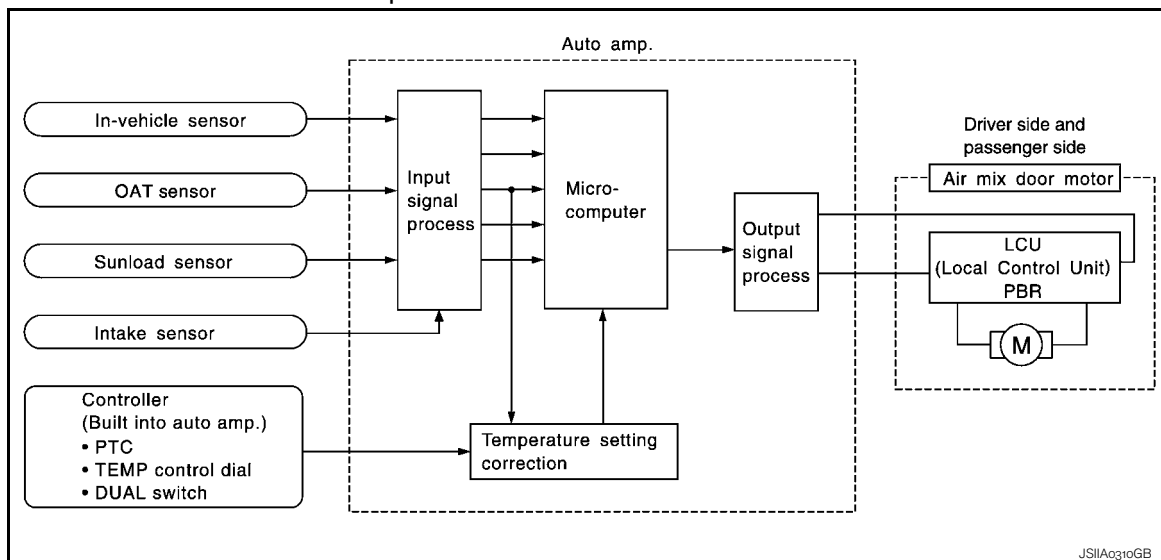 Auto amp.
In-vehicle sensor
OAT sensor
Sunload sensor
Intake sensor
Controller
(Built into auto amp.)
• PTC
• TEMP control dial
• DUAL switch
Input
signal
process
Micro-
computer
Temperature setting
correction
Output
signal
process
Driver side and
passenger side
Air mix door motor
LCU
(Local Control Unit)
PBR
M
JSIIA0310GB